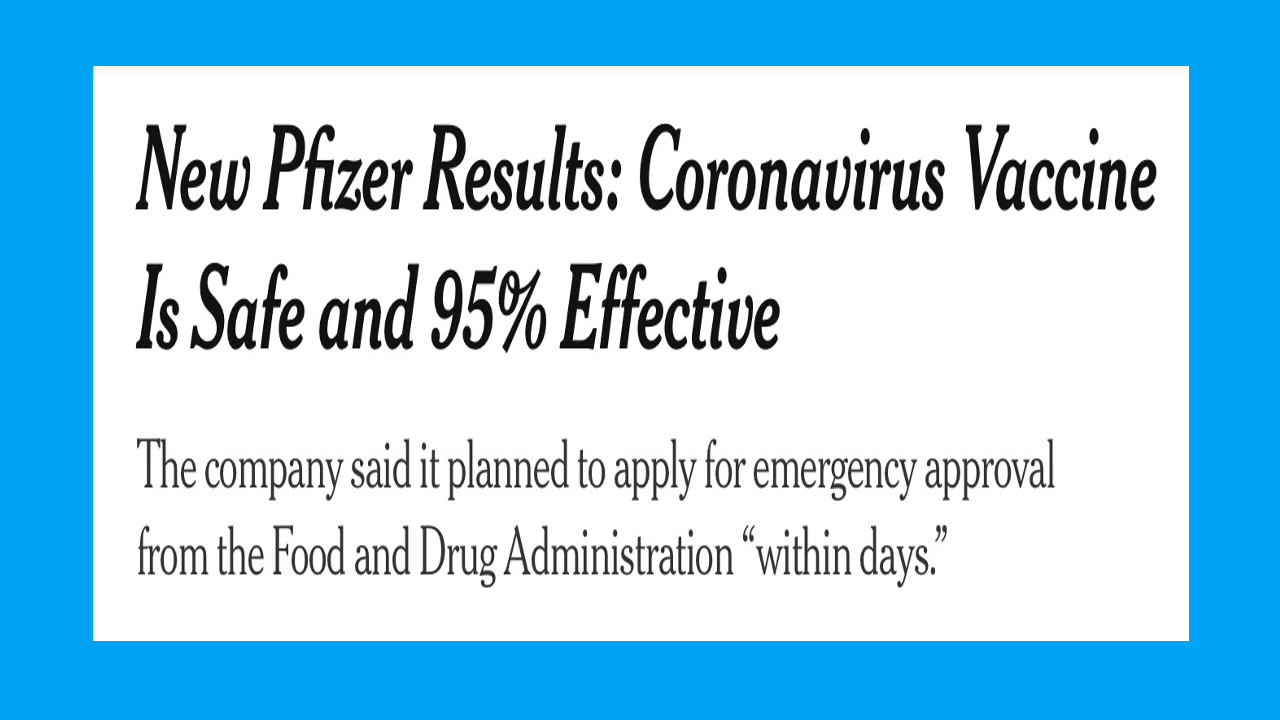 New Pfizer Results: Coronavirus Vaccine
Is Safe and 95% Effective
The company said it planned to apply for emergency approval
from the Food and Drug Administration “within days.”